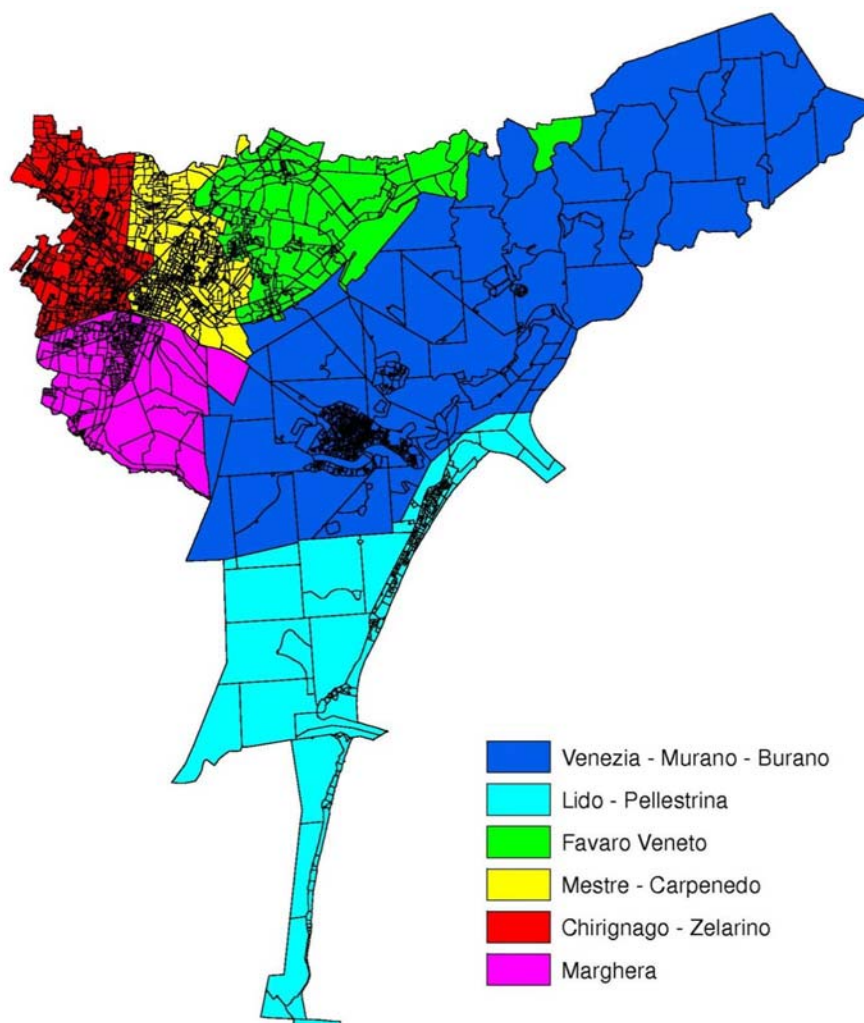 Venezia - Murano - Burano
Lido - Pellestrina
Favaro Veneto
Mestre - Carpenedo
Chirignago - Zelarino
Marghera